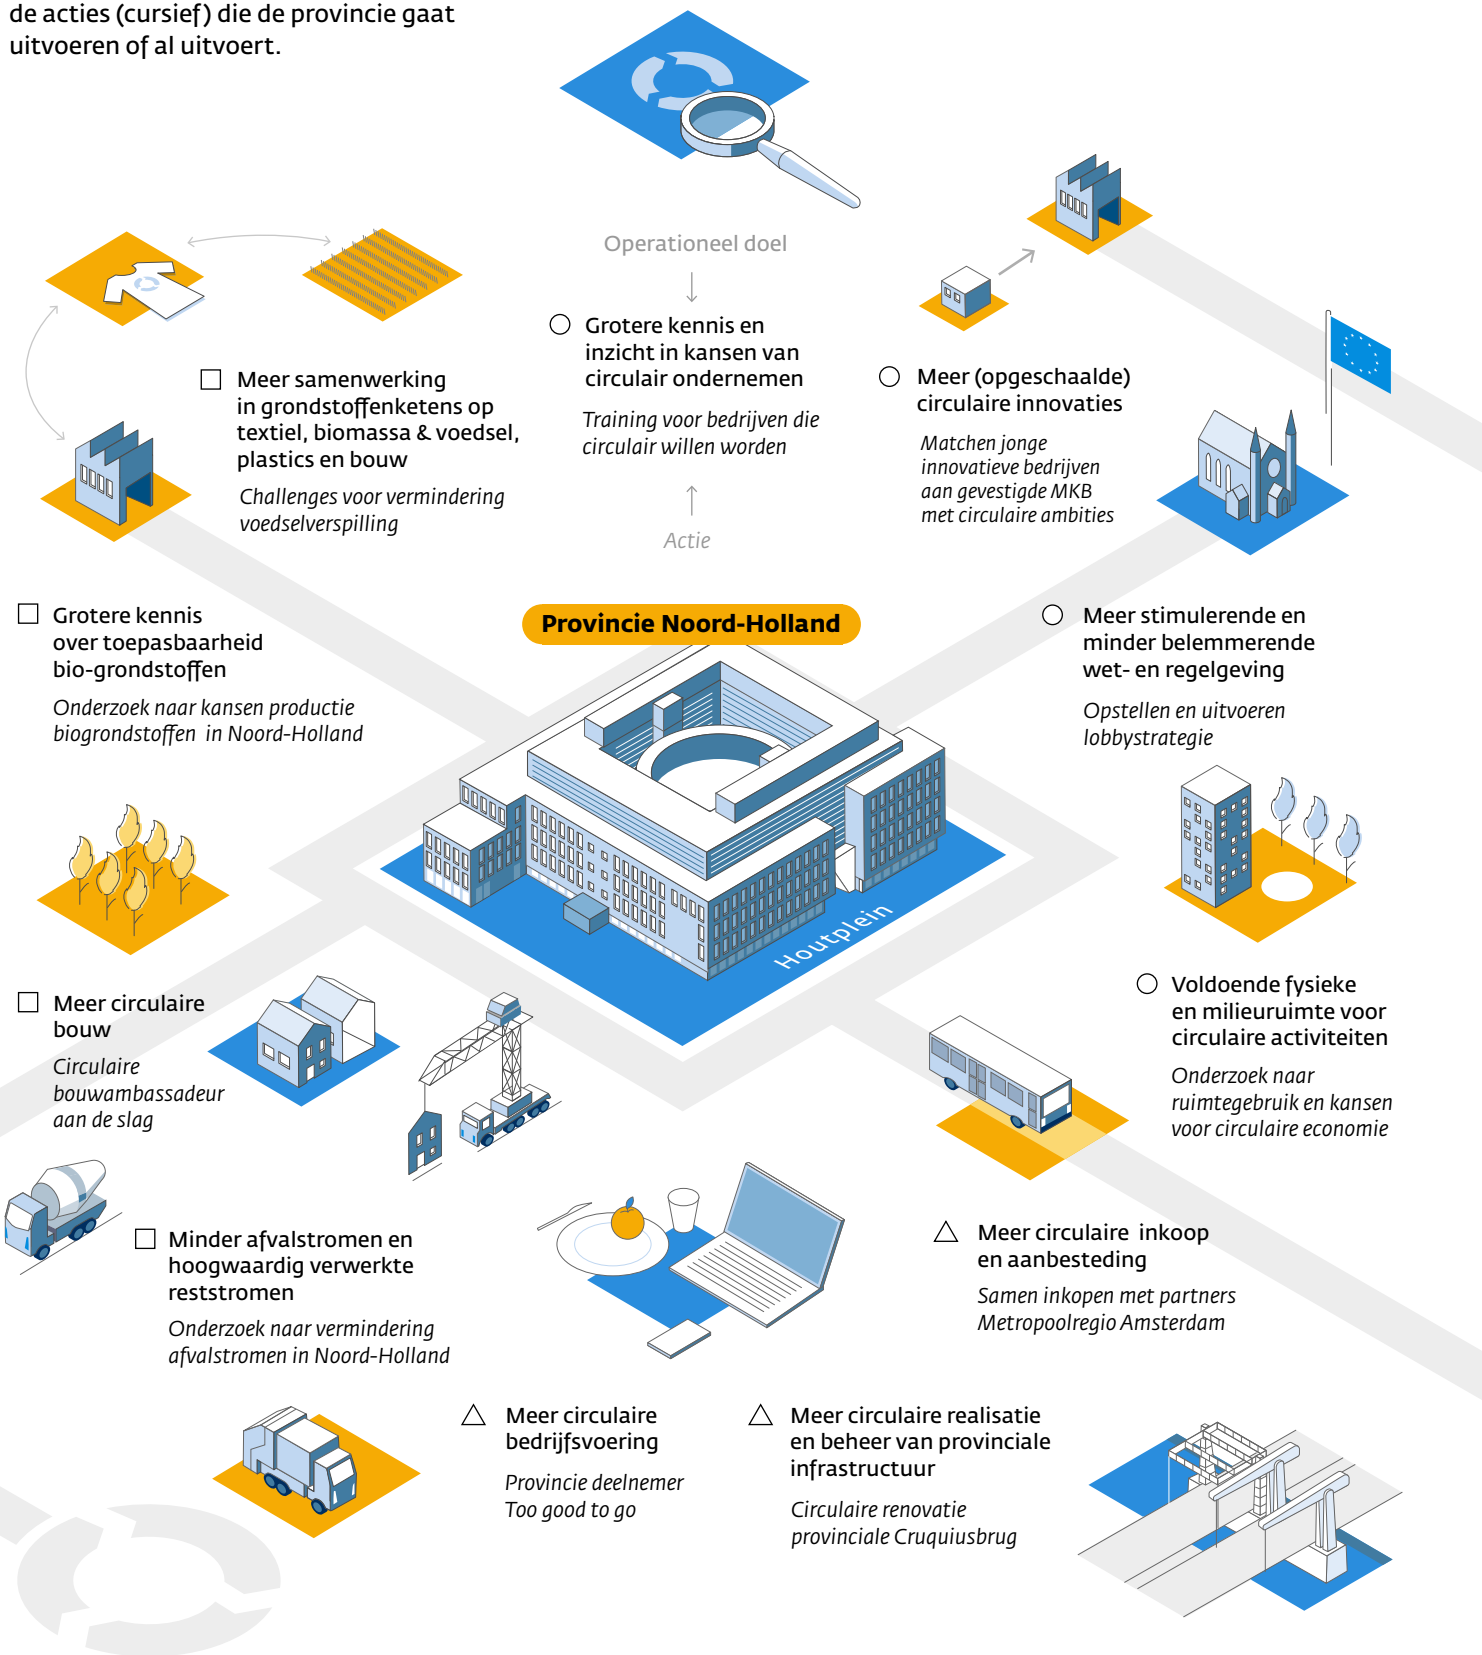 de acties (cursief) die de provincie gaat
uitvoeren of al uitvoert.
Operationeel doel
Grotere kennis en
inzicht in kansen van
circulair ondernemen
Training voor bedrijven die
circulair willen worden
Actie
Meer samenwerking
in grondstoffenketens op
textiel, biomassa & voedsel,
plastics en bouw
Challenges voor vermindering
voedselverspilling
Meer (opgeschaalde)
circulaire innovaties
Matchen jonge
innovatieve bedrijven
aan gevestigde MKB
met circulaire ambities
Grotere kennis
over toepasbaarheid
bio-grondstoffen
Onderzoek naar kansen productie
biogrondstoffen in Noord-Holland
Provincie Noord-Holland
Houtplein
Meer stimulerende en
minder belemmerende
wet- en regelgeving
Opstellen en uitvoeren
lobbystrategie
Meer circulaire
bouw
Circulaire
bouwambassadeur
aan de slag
Voldoende fysieke
en milieuruimte voor
circulaire activiteiten
Onderzoek naar
ruimtegebruik en kansen
voor circulaire economie
Minder afvalstromen en
hoogwaardig verwerkte
reststromen
Onderzoek naar vermindering
afvalstromen in Noord-Holland
Meer circulaire inkoop
en aanbesteding
Samen inkopen met partners
Metropoolregio Amsterdam
Meer circulaire
bedrijfsvoering
Provincie deelnemer
Too good to go
Meer circulaire realisatie
en beheer van provinciale
infrastructuur
Circulaire renovatie
provinciale Cruquiusbrug